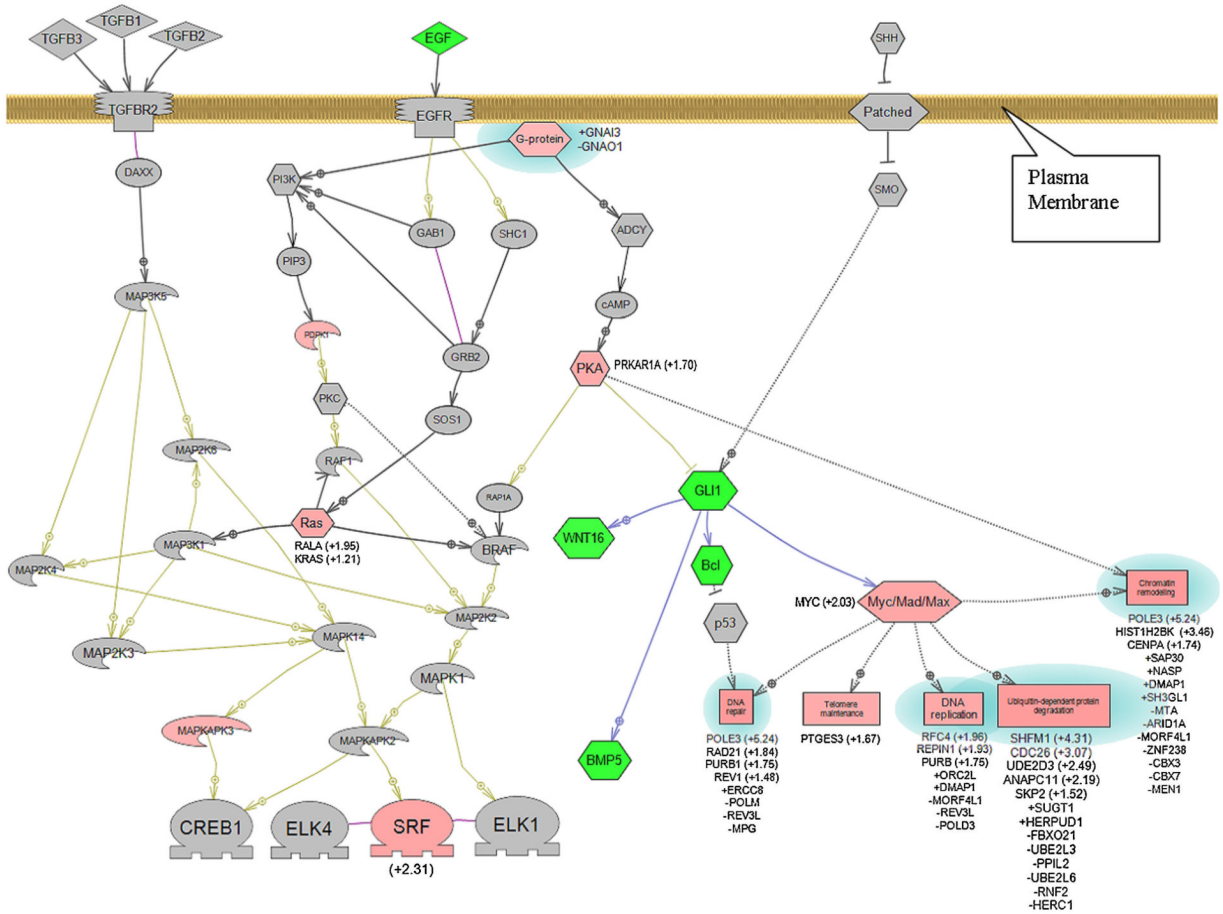 TGFB3
TGFB1
TGFB2
EGF
SHH
TGFBR2
EGFR
Patched
G-protein
+GNAI3
-GNAO1
Plasma
Membrane
DAXX
PI3K
GAB1
SHC1
ADCY
SMO
PIP3
MAP3K5
cAMP
PDPK1
GRB2
PKA
PRKAR1A (+1.70)
PKC
SOS1
MAP2K6
RAF1
GLI1
RAP1A
Ras
RALA (+1.95)
KRAS (+1.21)
MAP3K1
BRAF
WNT16
MAP2K4
Bcl
Chromatin
remodeling
MYC (+2.03)
Myc/Mad/Max
p53
MAP2K2
MAPK14
MAP2K3
MAPK1
POLE3 (+5.24)
HIST1H2BK (+3.46)
CENPA (+1.74)
+SAP30
+NASP
+DMAP1
+SH3GL1
-MTA
-ARID1A
-MORF4L1
-ZNF238
-CBX3
-CBX7
-MEN1
DNA
repair
Telomere
maintenance
DNA
replication
Ubiquitin-dependent protein
degradation
MAPKAPK3
MAPKAPK2
BMP5
POLE3 (+5.24)
RAD21 (+1.84)
PURB1 (+1.75)
REV1 (+1.48)
+ERCC8
-POLM
-REV3L
-MPG
PTGES3 (+1.67)
RFC4 (+1.96)
REPIN1 (+1.93)
PURB (+1.75)
+ORC2L
+DMAP1
-MORF4L1
-REV3L
-POLD3
SHFM1 (+4.31)
CDC26 (+3.07)
UDE2D3 (+2.49)
ANAPC11 (+2.19)
SKP2 (+1.52)
+SUGT1
+HERPUD1
-FBXO21
-UBE2L3
-PPIL2
-UBE2L6
-RNF2
-HERC1
CREB1
ELK4
SRF
ELK1
(+2.31)